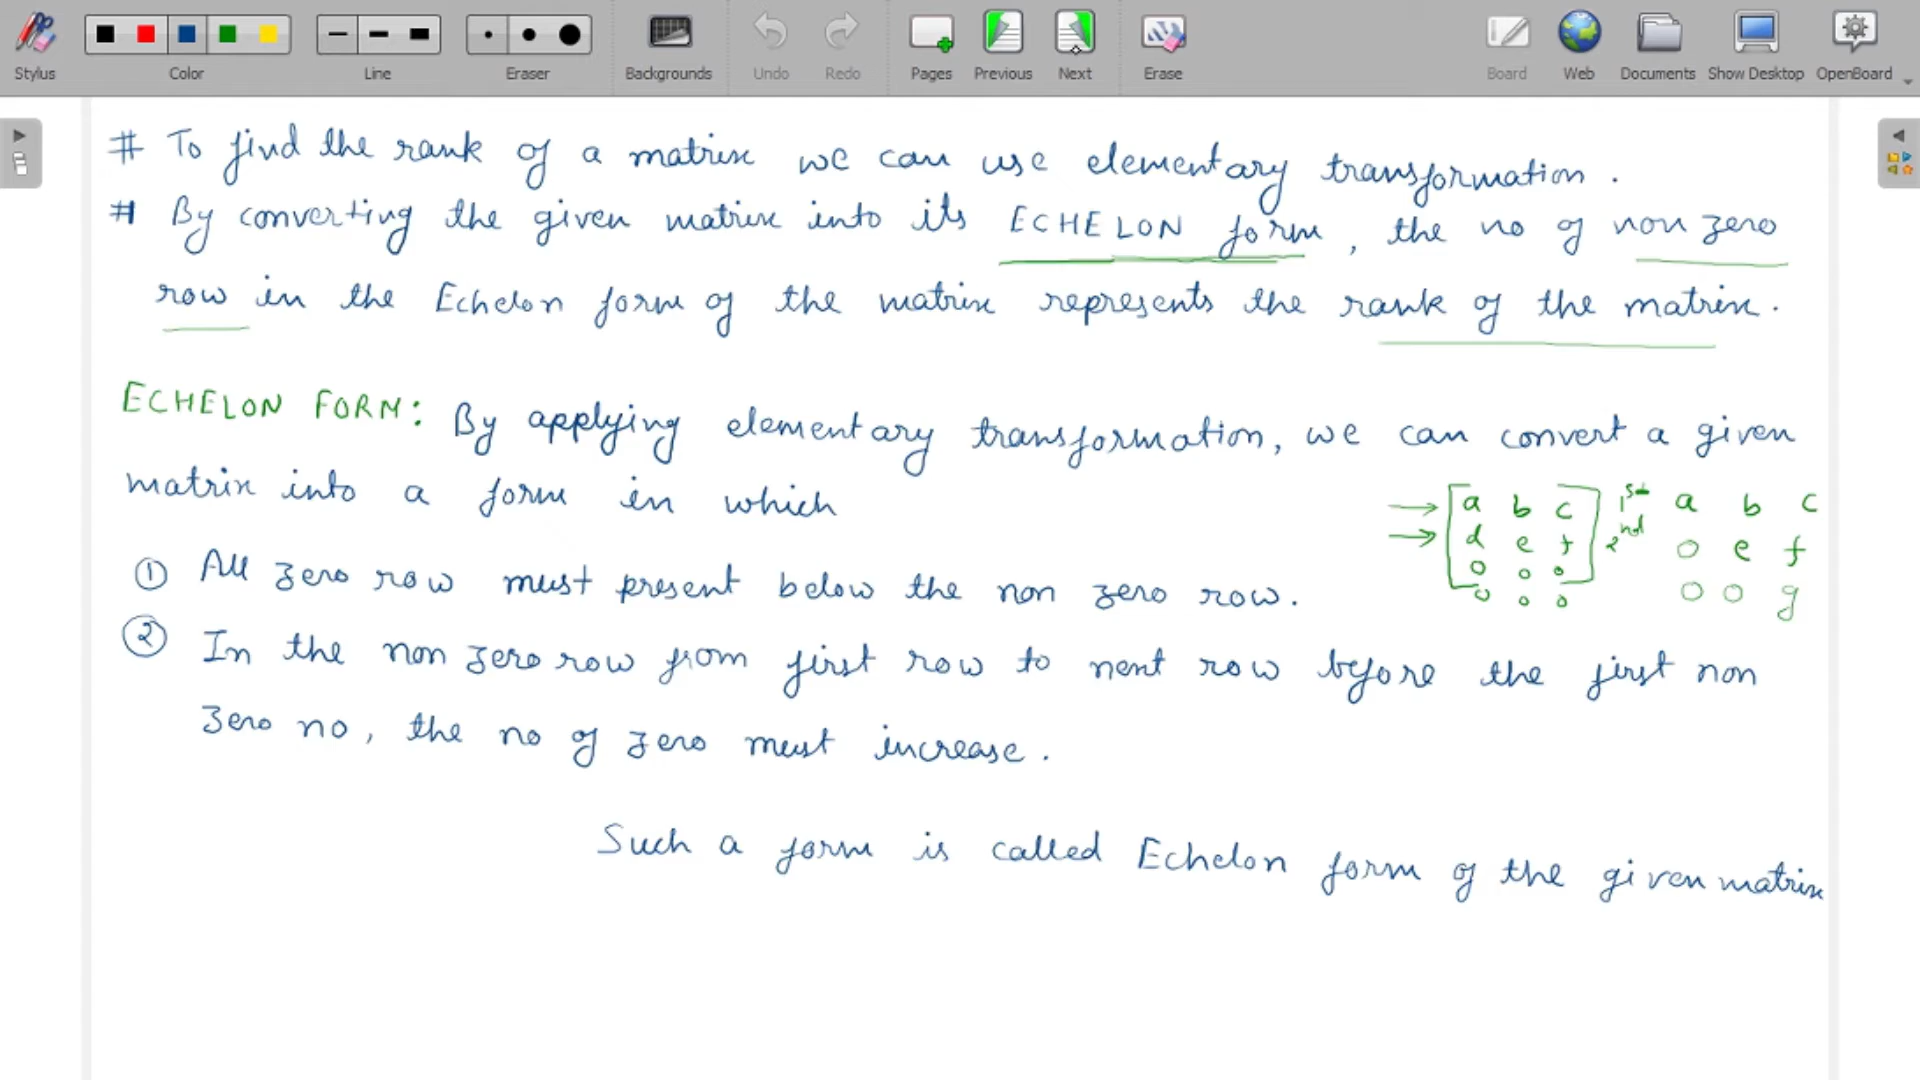 Stylus Color Line Eraser Backgrounds Undo Redo Pages Previous Next Erase Board Web Documents Show Desktop OpenBoard
# To find the rank of a matrix we can use elementary transformation.
# By converting the given matrix into its ECHELON form, the no of non zero
row in the Echelon form of the matrix represents the rank of the matrix.
ECHELON FORM: By applying elementary transformation, we can convert a given
matrix into a form in which
a b c 1st a b c
d e f 2nd 0 e f
0 0 0 0 0 g
0 0 0
① All zero row must present below the non zero row.
② In the non zero row from first row to next row before the first non
zero no, the no of zero must increase.
Such a form is called Echelon form of the given matrix